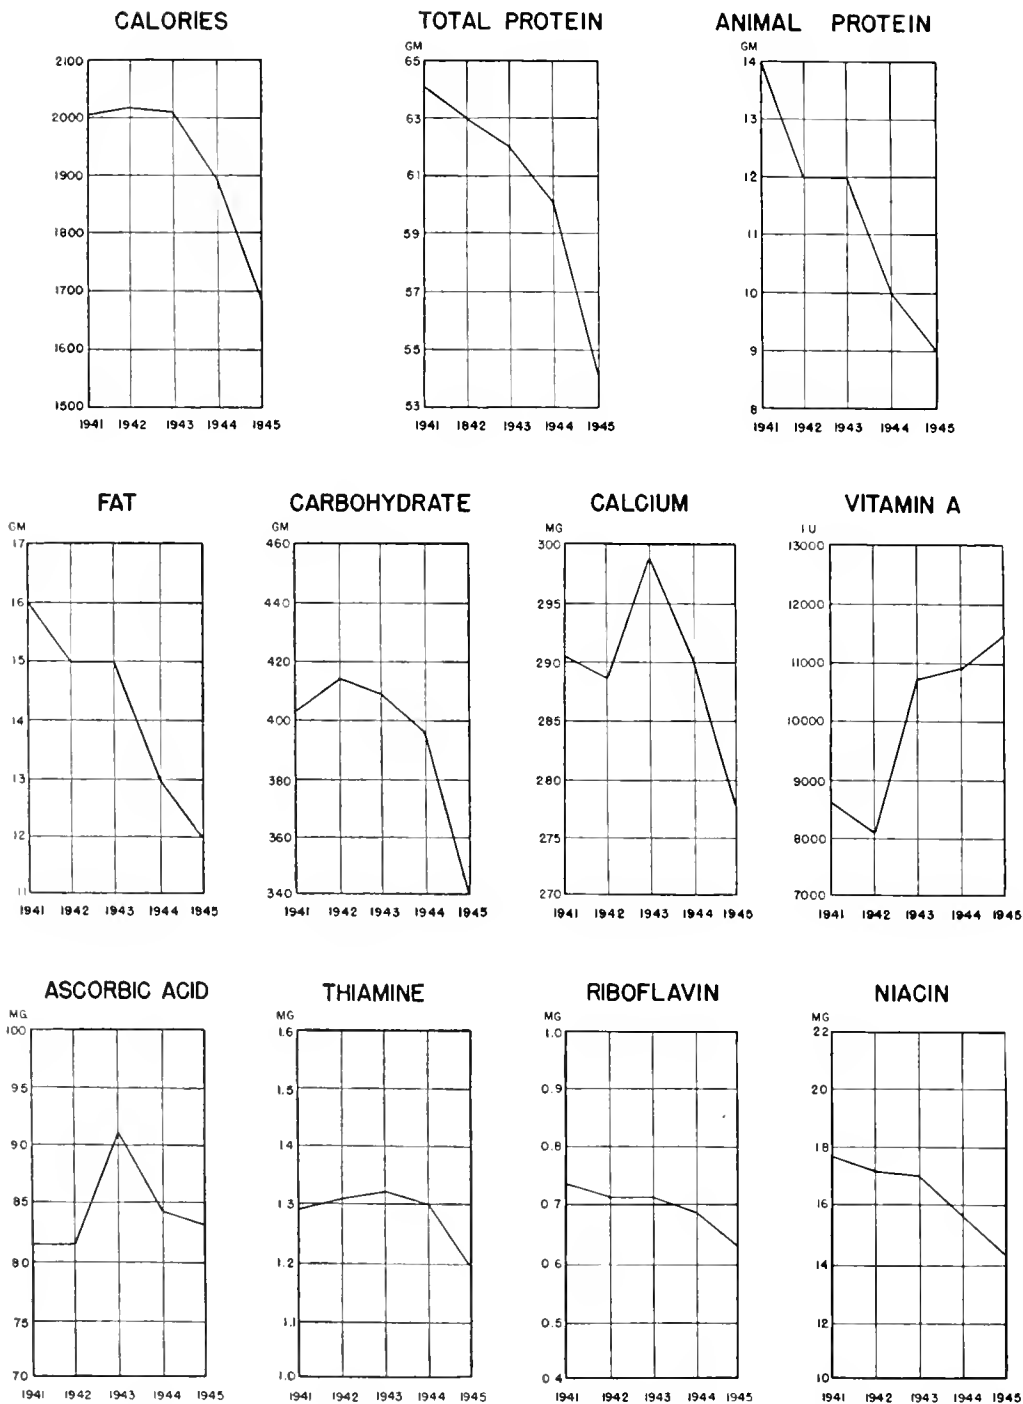 CALORIES
2100
2000
1900
1800
1700
1600
1500
1941 1942 1943 1944 1945
TOTAL PROTEIN
GM
65
63
61
59
57
55
53
1941 1842 1943 1944 1945
ANIMAL PROTEIN
GM
14
13
12
11
10
9
8
1941 1942 1943 1944 1945
FAT
GM
17
16
15
14
13
12
11
1941 1942 1943 1944 1945
CARBOHYDRATE
GM
460
440
420
400
380
360
340
1941 1942 1943 1944 1945
CALCIUM
MG
300
295
290
285
280
275
270
1941 1942 1943 1944 1945
VITAMIN A
I U
13000
12000
11000
10000
9000
8000
7000
1941 1942 1943 1944 1945
ASCORBIC ACID
MG
100
95
90
85
80
75
70
1941 1942 1943 1944 1945
THIAMINE
MG
1.6
1.5
1.4
1.3
1.2
1.1
1.0
1941 1942 1943 1944 1945
RIBOFLAVIN
MG
1.0
0.9
0.8
0.7
0.6
0.5
0.4
1941 1942 1943 1944 1945
NIACIN
MG
22
20
18
16
14
12
10
1941 1942 1943 1944 1945